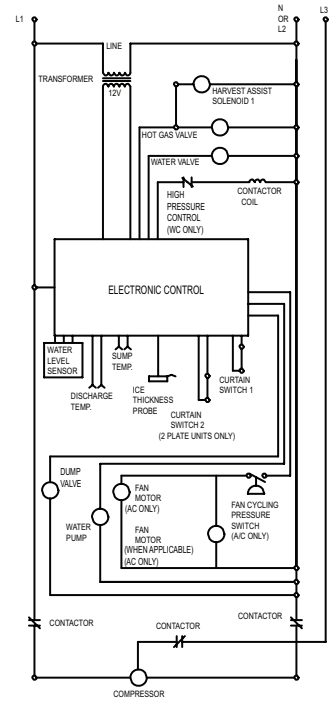 L1
N
OR
L2
L3
LINE
TRANSFORMER
12V
HARVEST ASSIST
SOLENOID 1
HOT GAS VALVE
WATER VALVE
HIGH
PRESSURE
CONTROL
(WC ONLY)
CONTACTOR
COIL
ELECTRONIC CONTROL
WATER
LEVEL
SENSOR
DISCHARGE
TEMP.
SUMP
TEMP.
ICE
THICKNESS
PROBE
CURTAIN
SWITCH 2
(2 PLATE UNITS ONLY)
CURTAIN
SWITCH 1
DUMP
VALVE
WATER
PUMP
FAN
MOTOR
(AC ONLY)
FAN
MOTOR
(WHEN APPLICABLE)
(AC ONLY)
FAN CYCLING
PRESSURE
SWITCH
(A/C ONLY)
CONTACTOR
CONTACTOR
CONTACTOR
COMPRESSOR